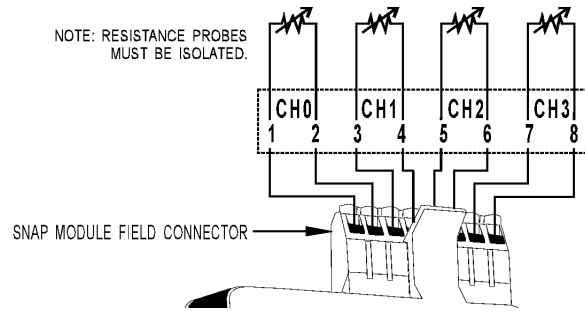 NOTE: RESISTANCE PROBES
MUST BE ISOLATED.
CH0 CH1 CH2 CH3
1 2 3 4 5 6 7 8
SNAP MODULE FIELD CONNECTOR